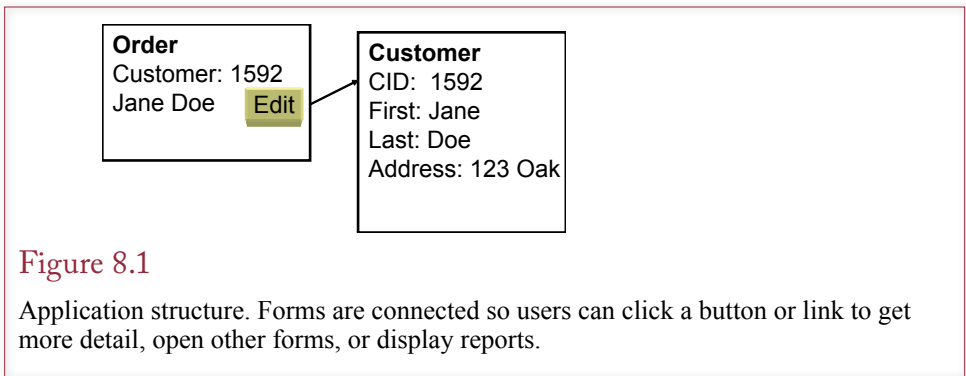 Order
Customer: 1592
Jane Doe
Edit
Customer
CID: 1592
First: Jane
Last: Doe
Address: 123 Oak
Figure 8.1
Application structure. Forms are connected so users can click a button or link to get
more detail, open other forms, or display reports.